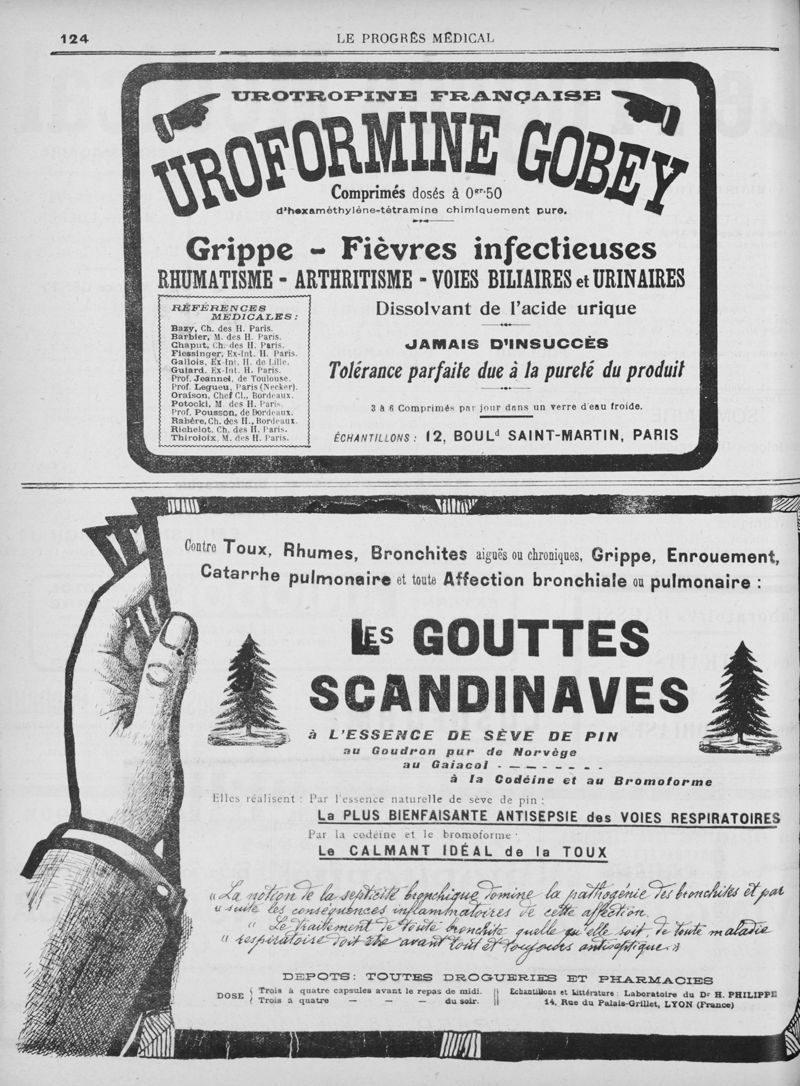 124
LE PROGRÈS MÉDICAL
UROTROPINE FRANÇAISE
UROFORMINE GOBEY
Comprimés dosés à 0gr.50
d'hexaméthylène-tétramine chimiquement pure.
Grippe - Fièvres infectieuses
RHUMATISME - ARTHRITISME - VOIES BILIAIRES et URINAIRES
RÉFÉRENCES
MEDICALES :
Bazy, Ch. des H. Paris.
Barbier, M. des H. Paris.
Chaput, Ch. des H. Paris.
Fiessinger, Ex-Int. H. Paris.
Gallois, Ex-Int. H. de Lille.
Guiard, Ex-Int. H. Paris.
Prof. Jeannel, de Toulouse.
Prof. Legueu, Paris (Necker).
Oraison, Chef Cl., Bordeaux.
Potocki, M. des H. Paris.
Prof. Pousson, de Bordeaux.
Rabère, Ch. des H., Bordeaux.
Richelot, Ch. des H. Paris.
Thiroloix, M. des H. Paris.
Dissolvant de l'acide urique
JAMAIS D'INSUCCÈS
Tolérance parfaite due à la pureté du produit
3 à 6 Comprimés par jour dans un verre d'eau froide.
ÉCHANTILLONS : 12, BOULd SAINT-MARTIN, PARIS
Contre Toux, Rhumes, Bronchites aiguës ou chroniques, Grippe, Enrouement,
Catarrhe pulmonaire et toute Affection bronchiale ou pulmonaire :
LES GOUTTES
SCANDINAVES
à L'ESSENCE DE SÈVE DE PIN
au Goudron pur de Norvège
au Gaiacol - — - — - - - -
à la Codéine et au Bromoforme
Elles réalisent : Par l'essence naturelle de sève de pin :
La PLUS BIENFAISANTE ANTISEPSIE des VOIES RESPIRATOIRES
Par la codéine et le bromoforme :
Le CALMANT IDÉAL de la TOUX
« La notion de la septicité bronchique domine la pathogénie des bronchites et par
« suite les conséquences inflammatoires de cette affection.
« Le traitement de toute bronchite quelle qu'elle soit, de toute maladie
« respiratoire doit être avant tout et toujours antiseptique. »
DEPOTS: TOUTES DROGUERIES ET PHARMACIES
DOSE { Trois à quatre capsules avant le repas de midi.
Trois a quatre — — — du soir.
Echantillons et Littérature : Laboratoire du Dr H. PHILIPPE
14, Rue du Palais-Grillet, LYON (France)